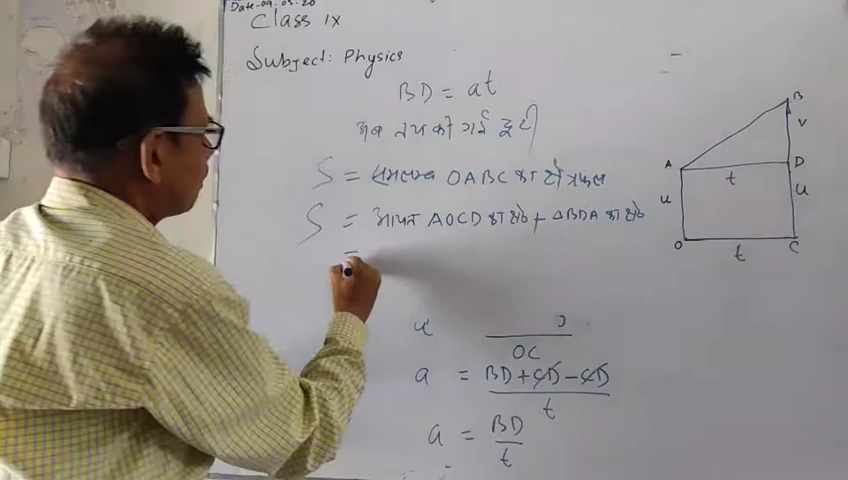 Date-09.05-20
Class IX
Subject: Physics
BD = at
अब तय की गई दूरी
S = समलम्ब OABC का क्षेत्रफल
S = आयत AOCD का क्षे० + ΔBDA का क्षे०
=
OC
a = BD+CD-CD
t
a = BD
t
A
B
V
D
t
u
u
O
t
C